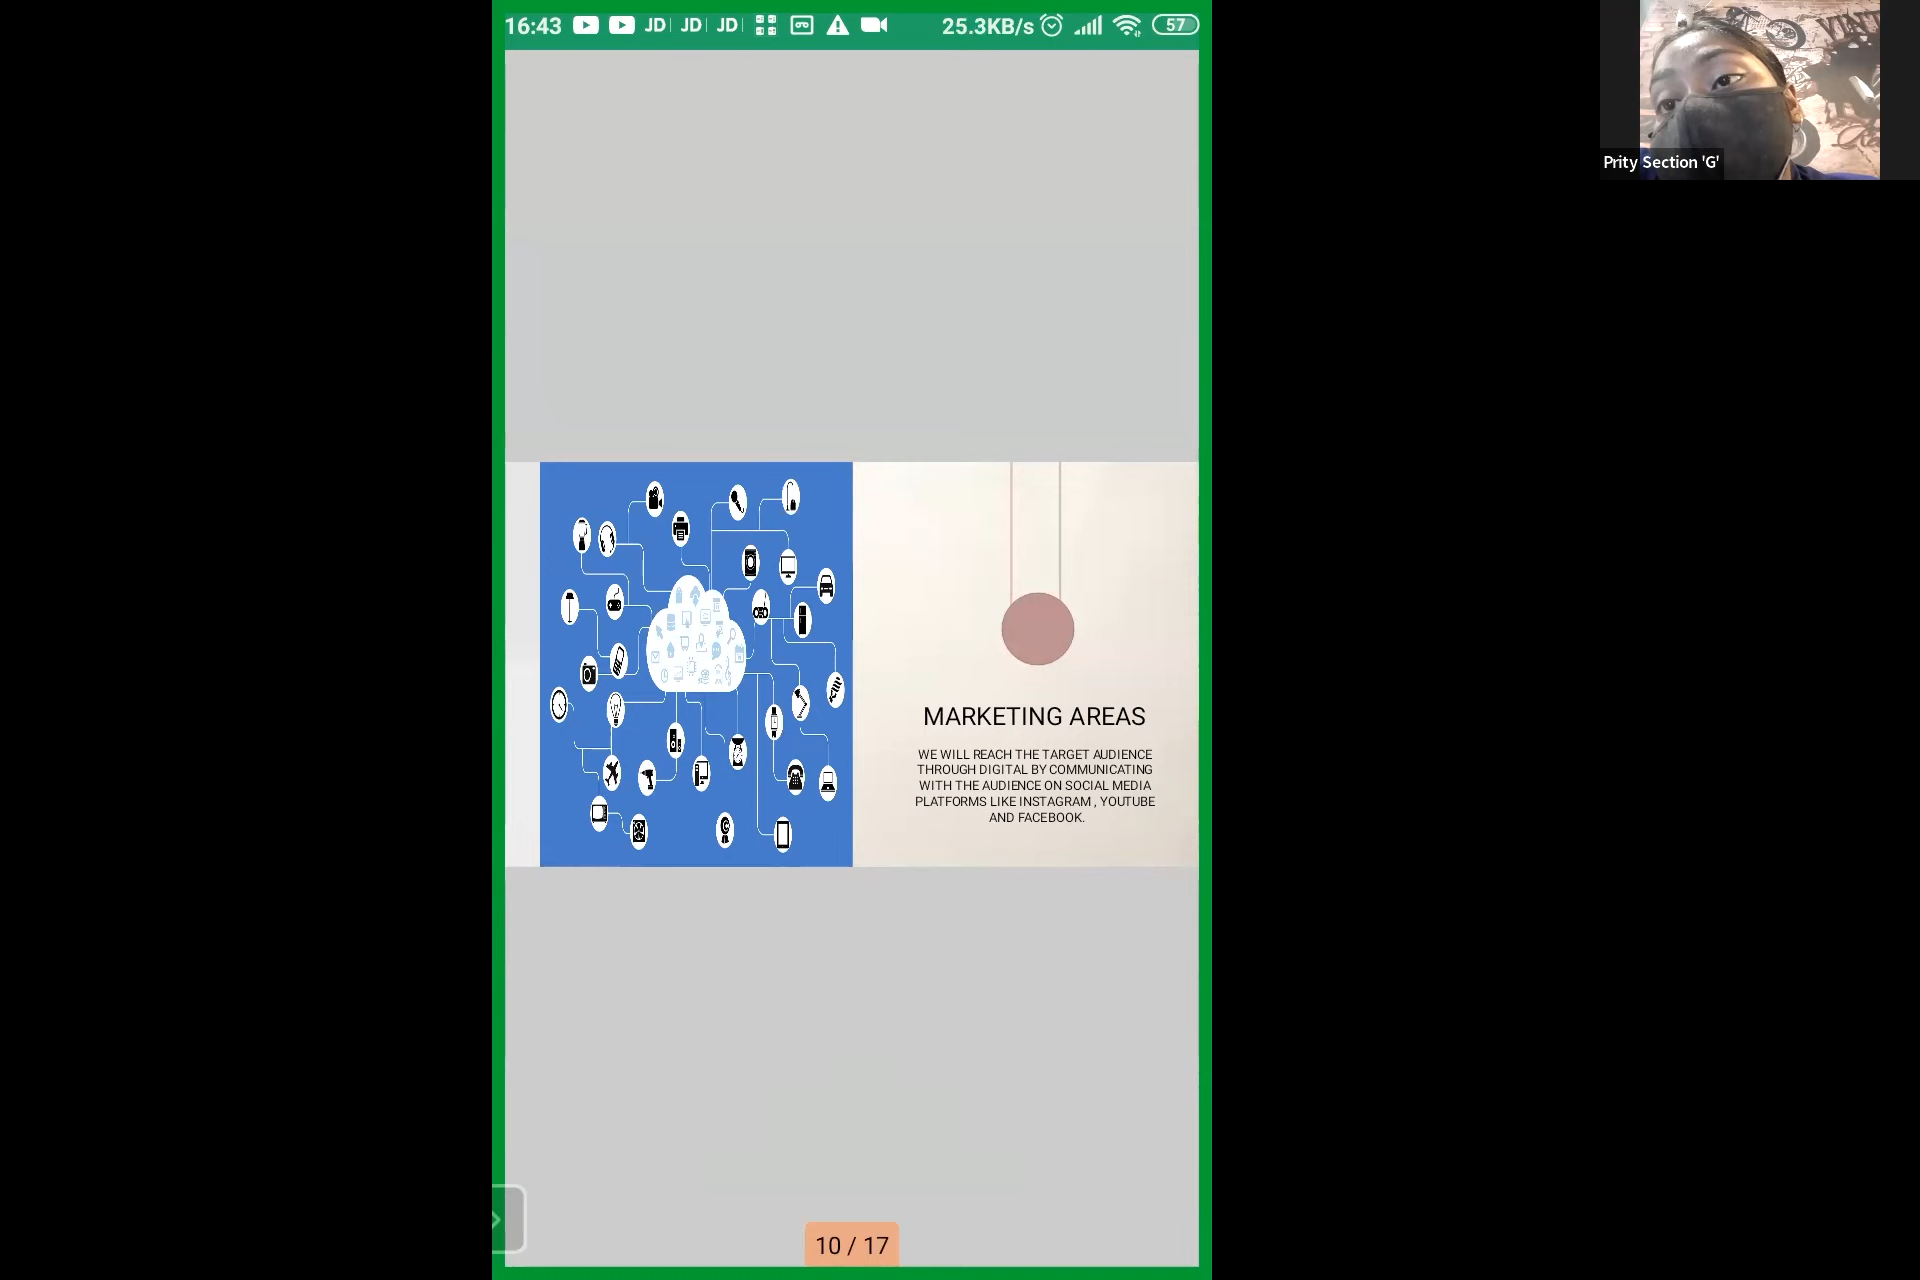 16:43 JD JD JD 25.3KB/s 57
Prity Section 'G'
MARKETING AREAS
WE WILL REACH THE TARGET AUDIENCE
THROUGH DIGITAL BY COMMUNICATING
WITH THE AUDIENCE ON SOCIAL MEDIA
PLATFORMS LIKE INSTAGRAM , YOUTUBE
AND FACEBOOK.
10 / 17